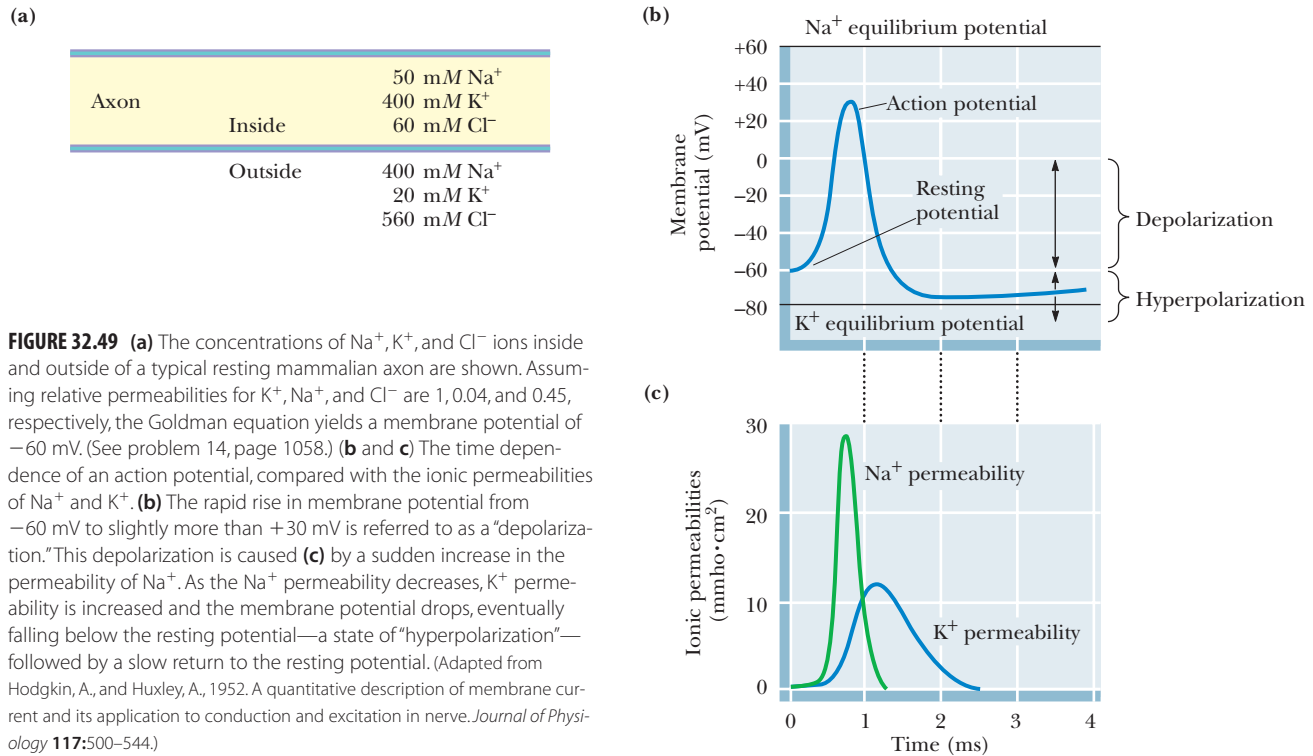 (a)
50 mM Na⁺
Axon
400 mM K⁺
Inside
60 mM Cl⁻
Outside
400 mM Na⁺
20 mM K⁺
560 mM Cl⁻
FIGURE 32.49 (a) The concentrations of Na⁺, K⁺, and Cl⁻ ions inside
and outside of a typical resting mammalian axon are shown. Assum-
ing relative permeabilities for K⁺, Na⁺, and Cl⁻ are 1, 0.04, and 0.45,
respectively, the Goldman equation yields a membrane potential of
−60 mV. (See problem 14, page 1058.) (b and c) The time depen-
dence of an action potential, compared with the ionic permeabilities
of Na⁺ and K⁺. (b) The rapid rise in membrane potential from
−60 mV to slightly more than +30 mV is referred to as a “depolariza-
tion.” This depolarization is caused (c) by a sudden increase in the
permeability of Na⁺. As the Na⁺ permeability decreases, K⁺ perme-
ability is increased and the membrane potential drops, eventually
falling below the resting potential—a state of “hyperpolarization”—
followed by a slow return to the resting potential. (Adapted from
Hodgkin, A., and Huxley, A., 1952. A quantitative description of membrane cur-
rent and its application to conduction and excitation in nerve. Journal of Physi-
ology 117:500–544.)
(b)
Na⁺ equilibrium potential
+60
+40
+20
0
−20
−40
−60
−80
Membrane
potential (mV)
Action potential
Resting
potential
Depolarization
Hyperpolarization
K⁺ equilibrium potential
(c)
30
20
10
0
Ionic permeabilities
(mmho·cm²)
Na⁺ permeability
K⁺ permeability
0 1 2 3 4
Time (ms)